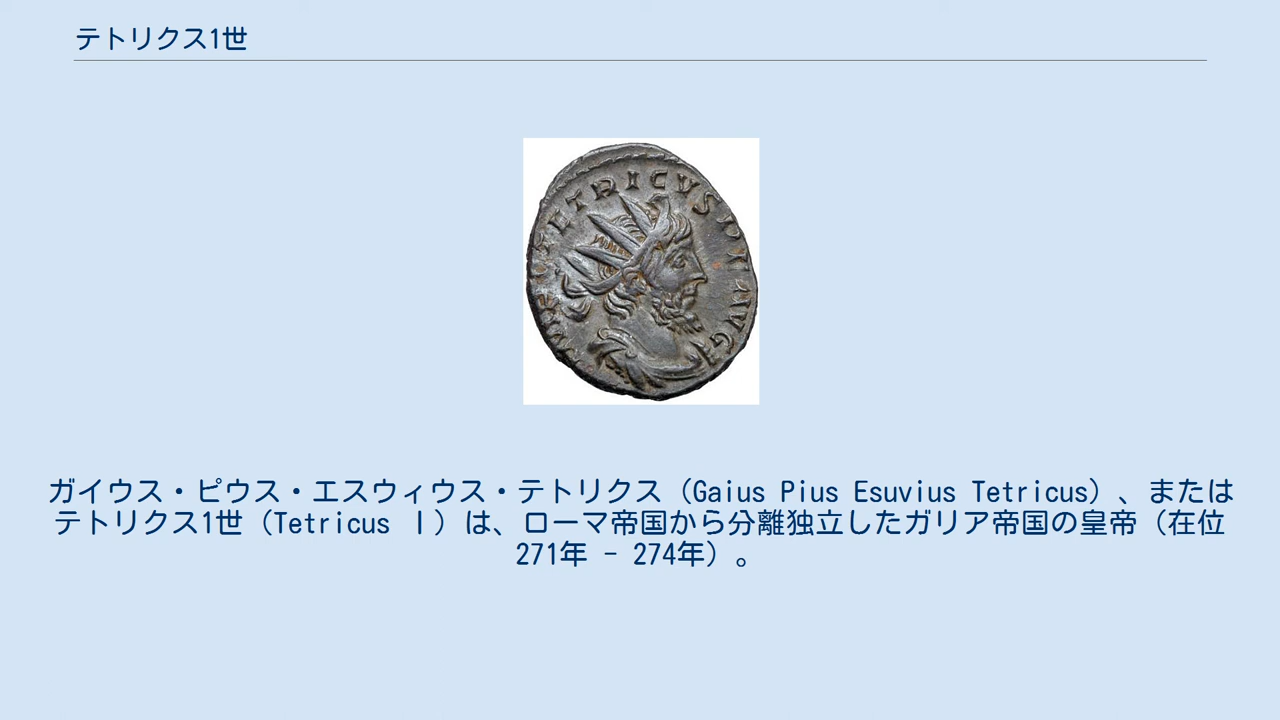 テトリクス1世
TETRICVS
AVG
ガイウス・ピウス・エスウィウス・テトリクス（Gaius Pius Esuvius Tetricus）、または
テトリクス1世（Tetricus I）は、ローマ帝国から分離独立したガリア帝国の皇帝（在位
271年 - 274年）。